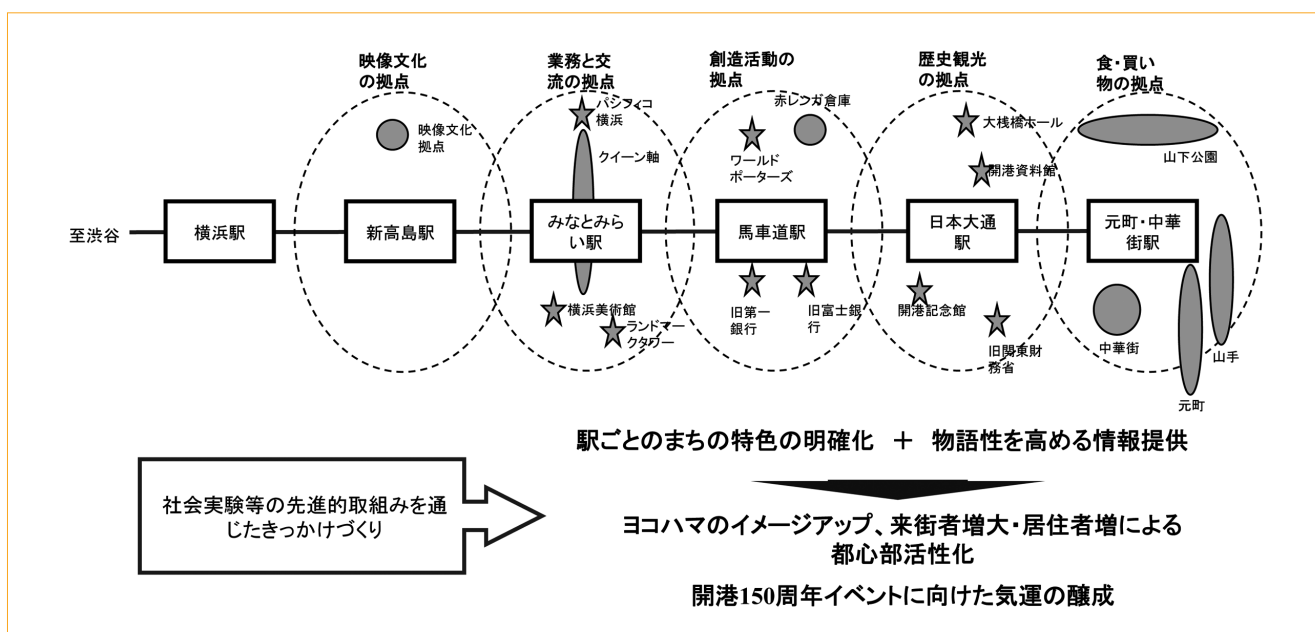 映像文化
の拠点
業務と交
流の拠点
創造活動の
拠点
歴史観光
の拠点
食・買い
物の拠点
映像文化
拠点
パシフィコ
横浜
クイーン軸
赤レンガ倉庫
ワールド
ポーターズ
大桟橋ホール
開港資料館
山下公園
至渋谷
横浜駅
新高島駅
みなとみら
い駅
馬車道駅
日本大通
駅
元町・中華
街駅
横浜美術館
ランドマー
クタワー
旧第一
銀行
旧富士銀
行
開港記念館
旧関東財
務省
中華街
山手
元町
駅ごとのまちの特色の明確化 + 物語性を高める情報提供
社会実験等の先進的取組みを通
じたきっかけづくり
ヨコハマのイメージアップ、来街者増大・居住者増による
都心部活性化
開港150周年イベントに向けた気運の醸成